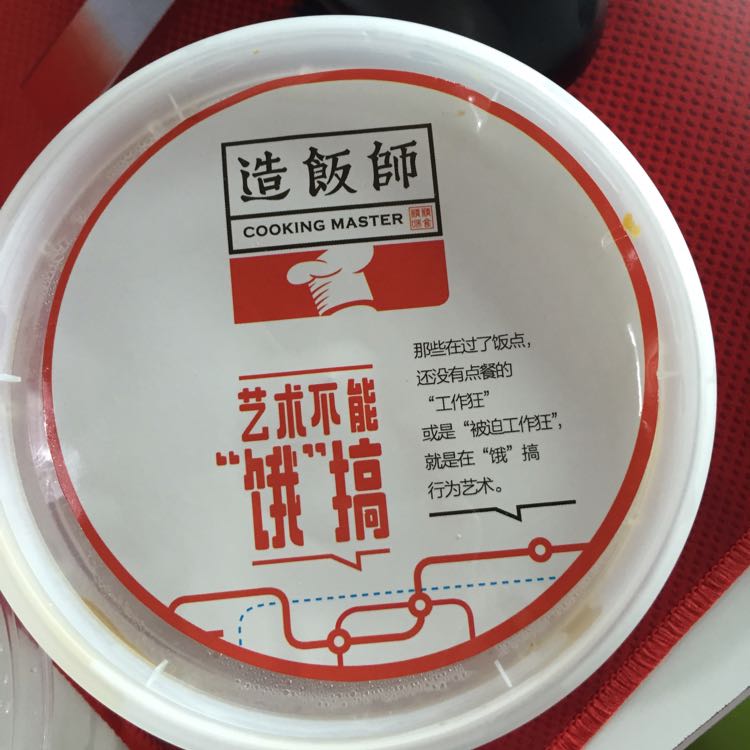 造飯師
COOKING MASTER
艺术不能
“饿”搞
那些在过了饭点,
还没有点餐的
“工作狂”
或是“被迫工作狂”,
就是在“饿”搞
行为艺术。